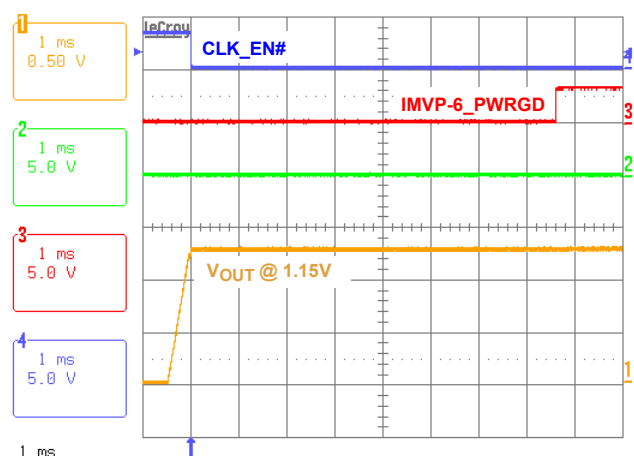 1
1 ms
0.50 V
2
1 ms
5.0 V
3
1 ms
5.0 V
4
1 ms
5.0 V
1 ms
LeCroy
CLK_EN#
4
IMVP-6_PWRGD
3
2
VOUT @ 1.15V
1